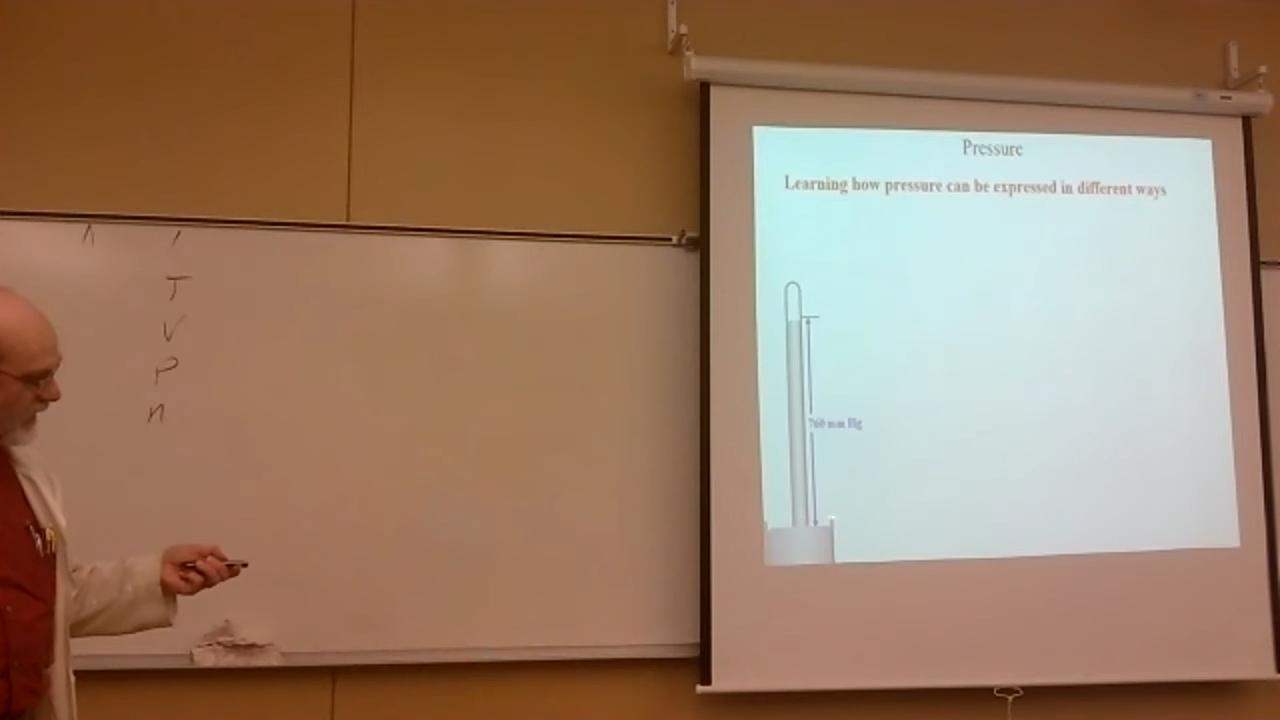 T
V
P
n
Pressure
Learning how pressure can be expressed in different ways
760 mm Hg